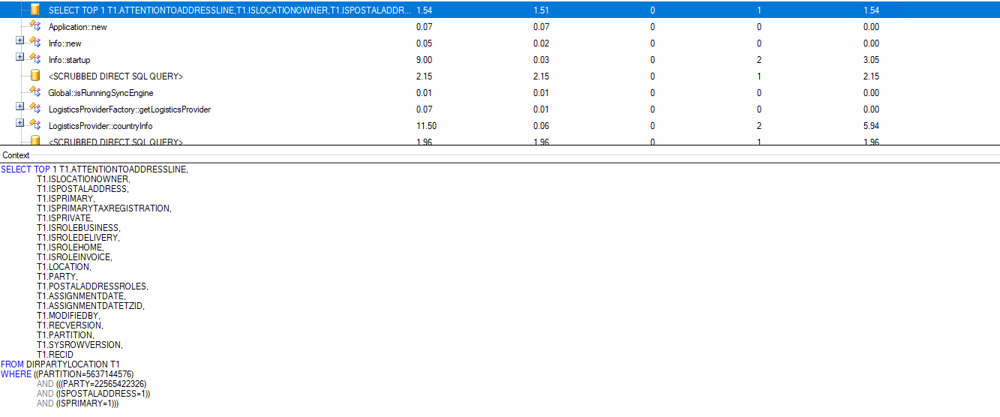 SELECT TOP 1 T1.ATTENTIONTOADDRESSLINE,T1.ISLOCATIONOWNER,T1.ISPOSTALADDR... 1.54 1.51 0 1 1.54
Application::new 0.07 0.07 0 0 0.00
Info::new 0.05 0.02 0 0 0.00
Info::startup 9.00 0.03 0 2 3.05
<SCRUBBED DIRECT SQL QUERY> 2.15 2.15 0 1 2.15
Global::isRunningSyncEngine 0.01 0.01 0 0 0.00
LogisticsProviderFactory::getLogisticsProvider 0.07 0.01 0 0 0.00
LogisticsProvider::countryInfo 11.50 0.06 0 2 5.94
<SCRUBBED DIRECT SQL QUERY> 1.96 1.96 0 1 1.96
Context
SELECT TOP 1 T1.ATTENTIONTOADDRESSLINE,
T1.ISLOCATIONOWNER,
T1.ISPOSTALADDRESS,
T1.ISPRIMARY,
T1.ISPRIMARYTAXREGISTRATION,
T1.ISPRIVATE,
T1.ISROLEBUSINESS,
T1.ISROLEDELIVERY,
T1.ISROLEHOME,
T1.ISROLEINVOICE,
T1.LOCATION,
T1.PARTY,
T1.POSTALADDRESSROLES,
T1.ASSIGNMENTDATE,
T1.ASSIGNMENTDATETZID,
T1.MODIFIEDBY,
T1.RECVERSION,
T1.PARTITION,
T1.SYSROWVERSION,
T1.RECID
FROM DIRPARTYLOCATION T1
WHERE ((PARTITION=5637144576)
AND (((PARTY=22565422326)
AND (ISPOSTALADDRESS=1))
AND (ISPRIMARY=1)))